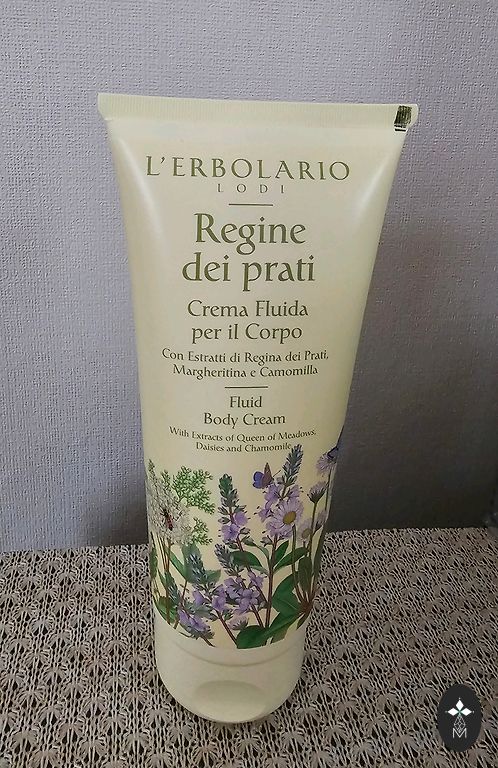 L'ERBOLARIO
LODI
Regine
dei prati
Crema Fluida
per il Corpo
Con Estratti di Regina dei Prati,
Margheritina e Camomilla
Fluid
Body Cream
With Extracts of Queen of Meadows,
Daisies and Chamomile
M